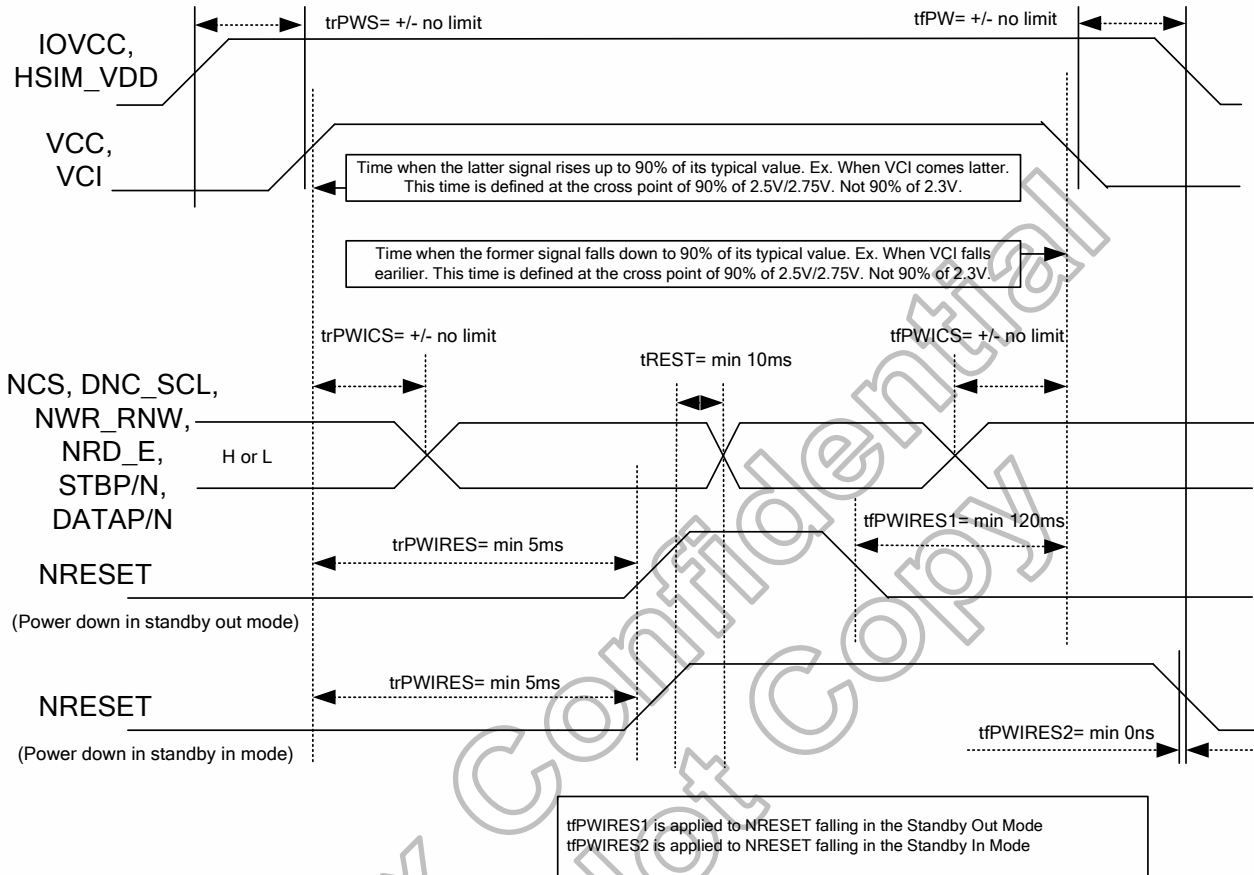 trPWS= +/- no limit
tfPW= +/- no limit
IOVCC,
HSIM_VDD
VCC,
VCI
Time when the latter signal rises up to 90% of its typical value. Ex. When VCI comes latter.
This time is defined at the cross point of 90% of 2.5V/2.75V. Not 90% of 2.3V.
Time when the former signal falls down to 90% of its typical value. Ex. When VCI falls
earilier. This time is defined at the cross point of 90% of 2.5V/2.75V. Not 90% of 2.3V.
trPWICS= +/- no limit
tfPWICS= +/- no limit
tREST= min 10ms
NCS, DNC_SCL,
NWR_RNW,
NRD_E,
STBP/N,
DATAP/N
H or L
tfPWIRES1= min 120ms
trPWIRES= min 5ms
NRESET
(Power down in standby out mode)
trPWIRES= min 5ms
NRESET
(Power down in standby in mode)
tfPWIRES2= min 0ns
tfPWIRES1 is applied to NRESET falling in the Standby Out Mode
tfPWIRES2 is applied to NRESET falling in the Standby In Mode
Confidential
Copy